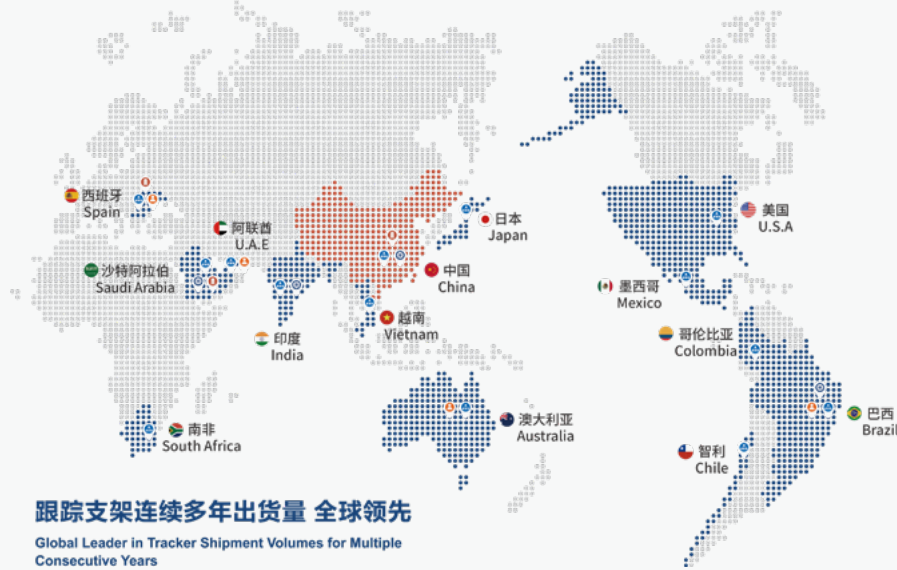 西班牙
Spain
阿联酋
U.A.E
日本
Japan
美国
U.S.A
沙特阿拉伯
Saudi Arabia
中国
China
墨西哥
Mexico
印度
India
越南
Vietnam
哥伦比亚
Colombia
南非
South Africa
澳大利亚
Australia
智利
Chile
巴西
Brazil
跟踪支架连续多年出货量 全球领先
Global Leader in Tracker Shipment Volumes for Multiple
Consecutive Years